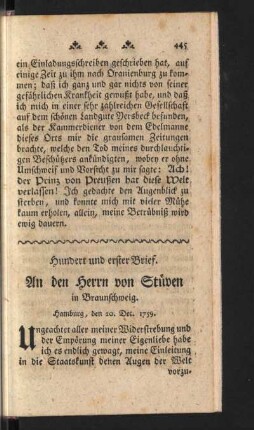 445
ein Einladungsschreiben geschrieben hat, auf
einige Zeit zu ihm nach Oranienburg zu kom-
men; daß ich ganz und gar nichts von seiner
gefährlichen Krankheit gewußt habe, und daß
ich mich in einer sehr zahlreichen Gesellschaft
auf dem schönen Landgute Versbeck befunden,
als der Kammerdiener von dem Edelmanne
dieses Orts mir die grausamen Zeitungen
brachte, welche den Tod meines durchlauchti-
gen Beschützers ankündigten, wobey er ohne
Umschweif und Vorsicht zu mir sagte: Ach!
der Prinz von Preußen hat diese Welt
verlassen! Ich gedachte den Augenblick zu
sterben, und konnte mich mit vieler Mühe
kaum erholen, allein, meine Betrübniß wird
ewig dauern.
Hundert und erster Brief.
An den Herrn von Stüven
in Braunschweig.
Hamburg, den 20. Dec. 1759.
Ungeachtet aller meiner Widerstrebung und
der Empörung meiner Eigenliebe habe
ich es endlich gewagt, meine Einleitung
in die Staatskunst denen Augen der Welt
vorzu-